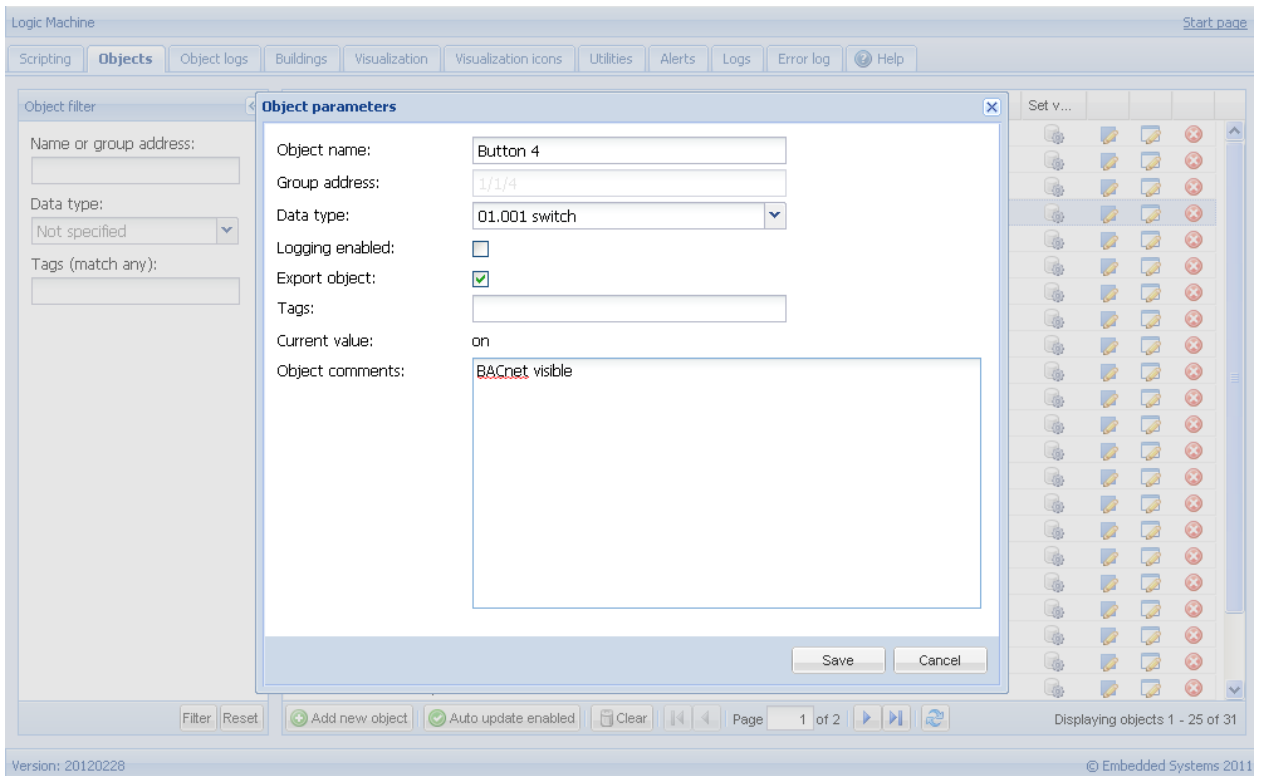 Logic Machine Start page
Scripting Objects Object logs Buildings Visualization Visualization icons Utilities Alerts Logs Error log Help
Object filter
Name or group address:
Data type:
Not specified
Tags (match any):
Filter Reset
Object parameters
Object name: Button 4
Group address: 1/1/4
Data type: 01.001 switch
Logging enabled:
Export object:
Tags:
Current value: on
Object comments: BACnet visible
Save Cancel
Set v...
Add new object Auto update enabled Clear Page 1 of 2 Displaying objects 1 - 25 of 31
Version: 20120228 © Embedded Systems 2011